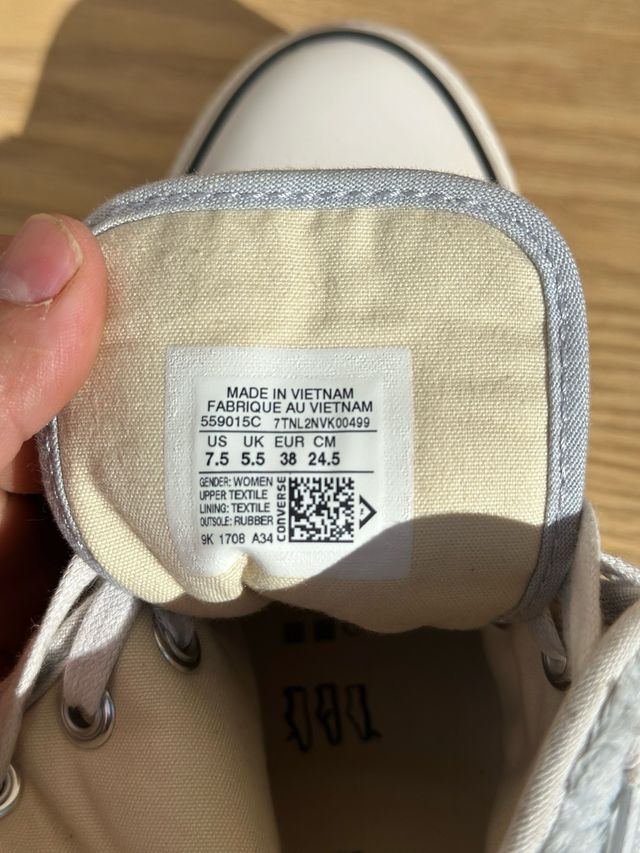 MADE IN VIETNAM
FABRIQUE AU VIETNAM
559015C 7TNL2NVK00499
US UK EUR CM
7.5 5.5 38 24.5
GENDER: WOMEN
UPPER TEXTILE
LINING: TEXTILE
OUTSOLE: RUBBER
CONVERSE
9K 1708 A34